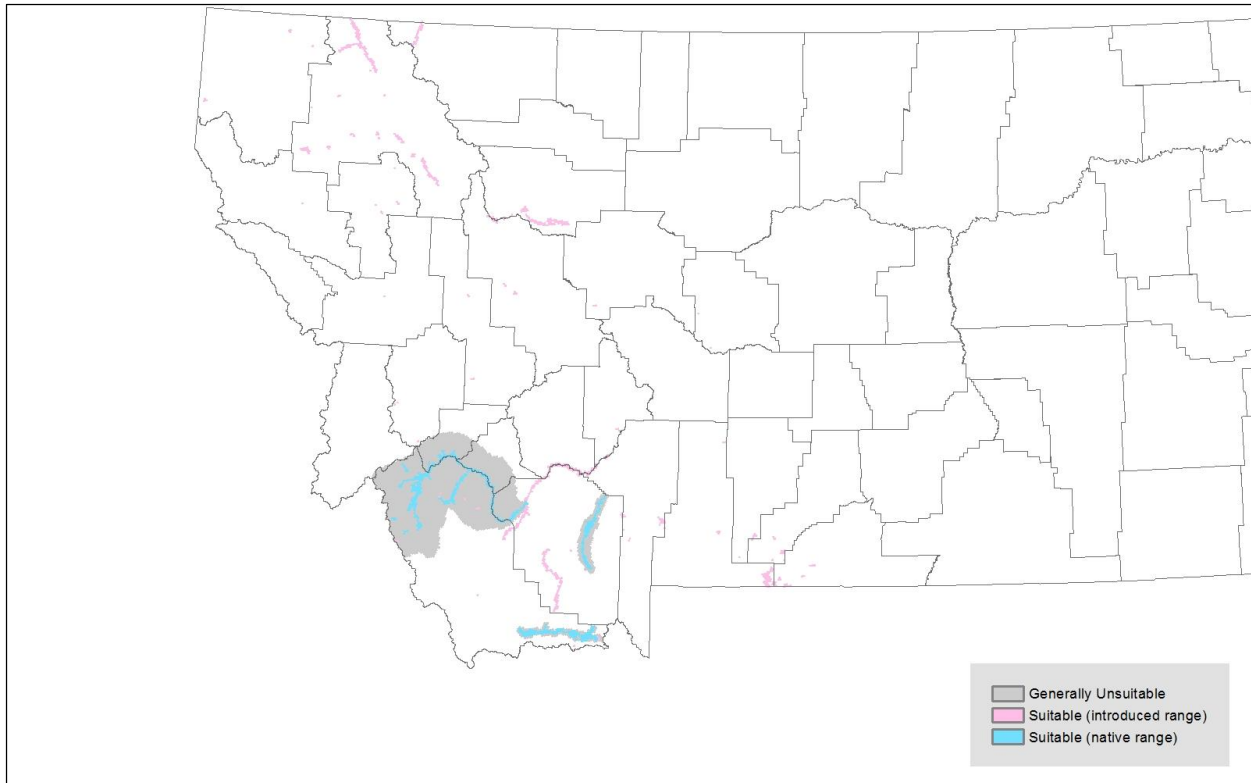 Generally Unsuitable
Suitable (introduced range)
Suitable (native range)